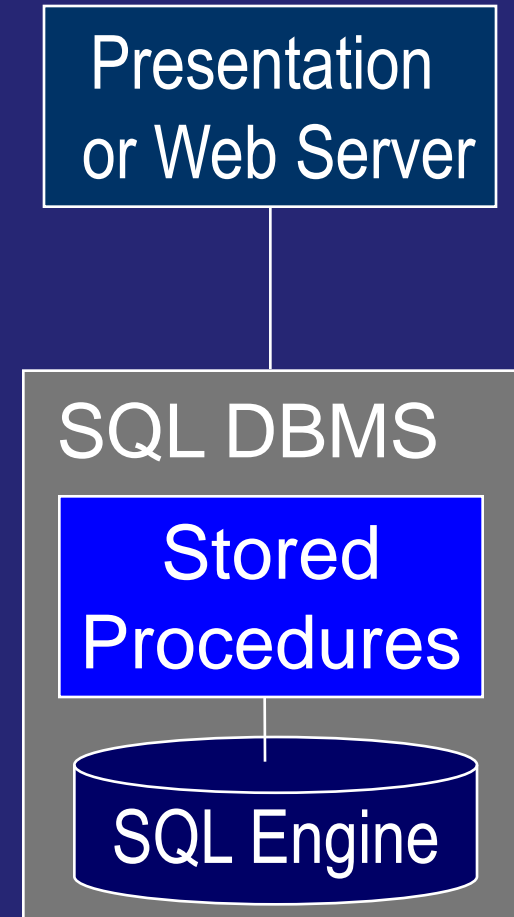 Presentation
or Web Server
SQL DBMS
Stored
Procedures
SQL Engine